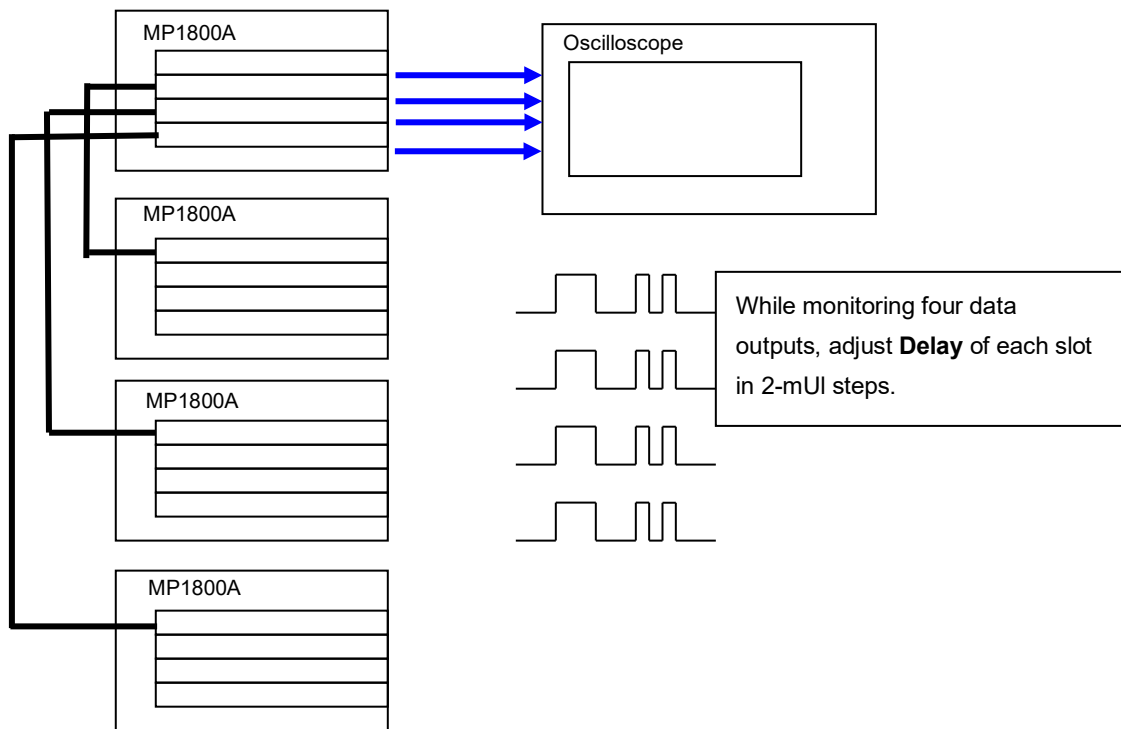 MP1800A
Oscilloscope
MP1800A
While monitoring four data
outputs, adjust Delay of each slot
in 2-mUI steps.
MP1800A
MP1800A